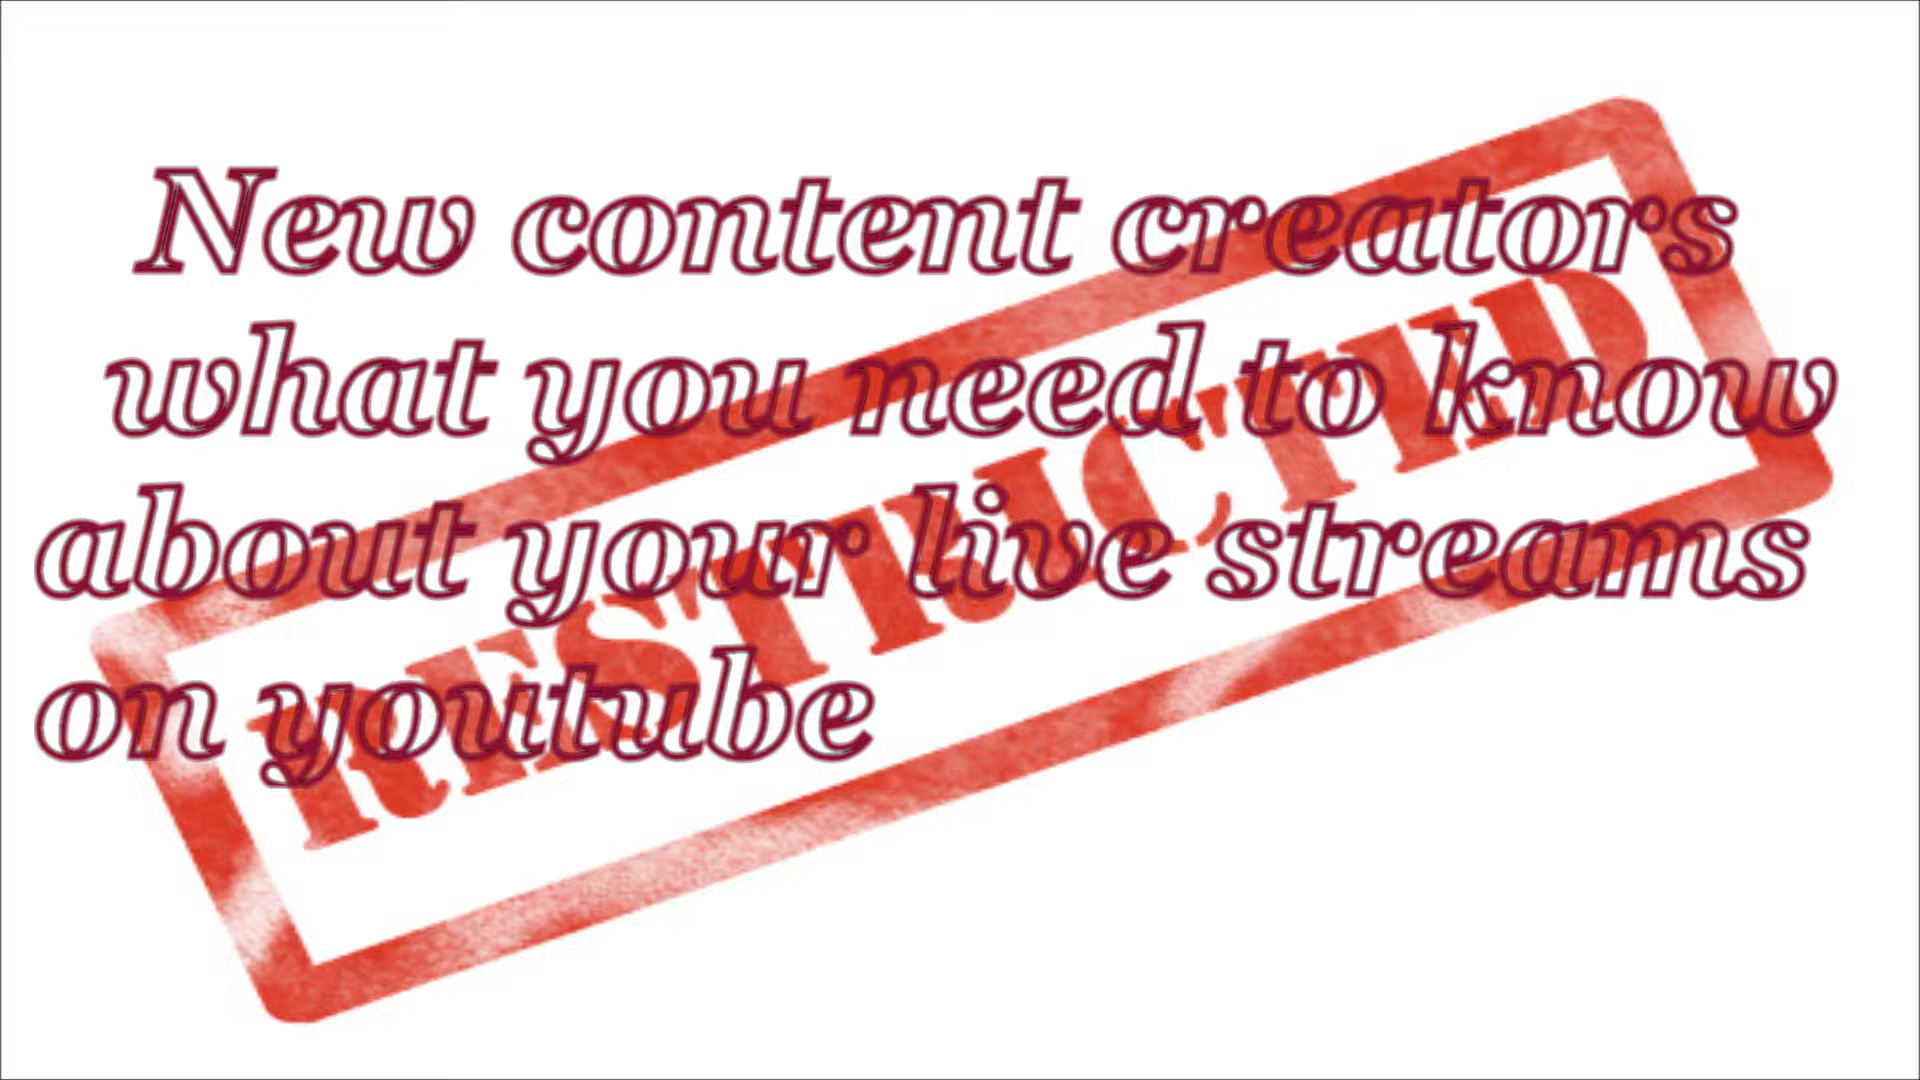 New content creators
what you need to know
about your live streams
on youtube
RESTRICTED